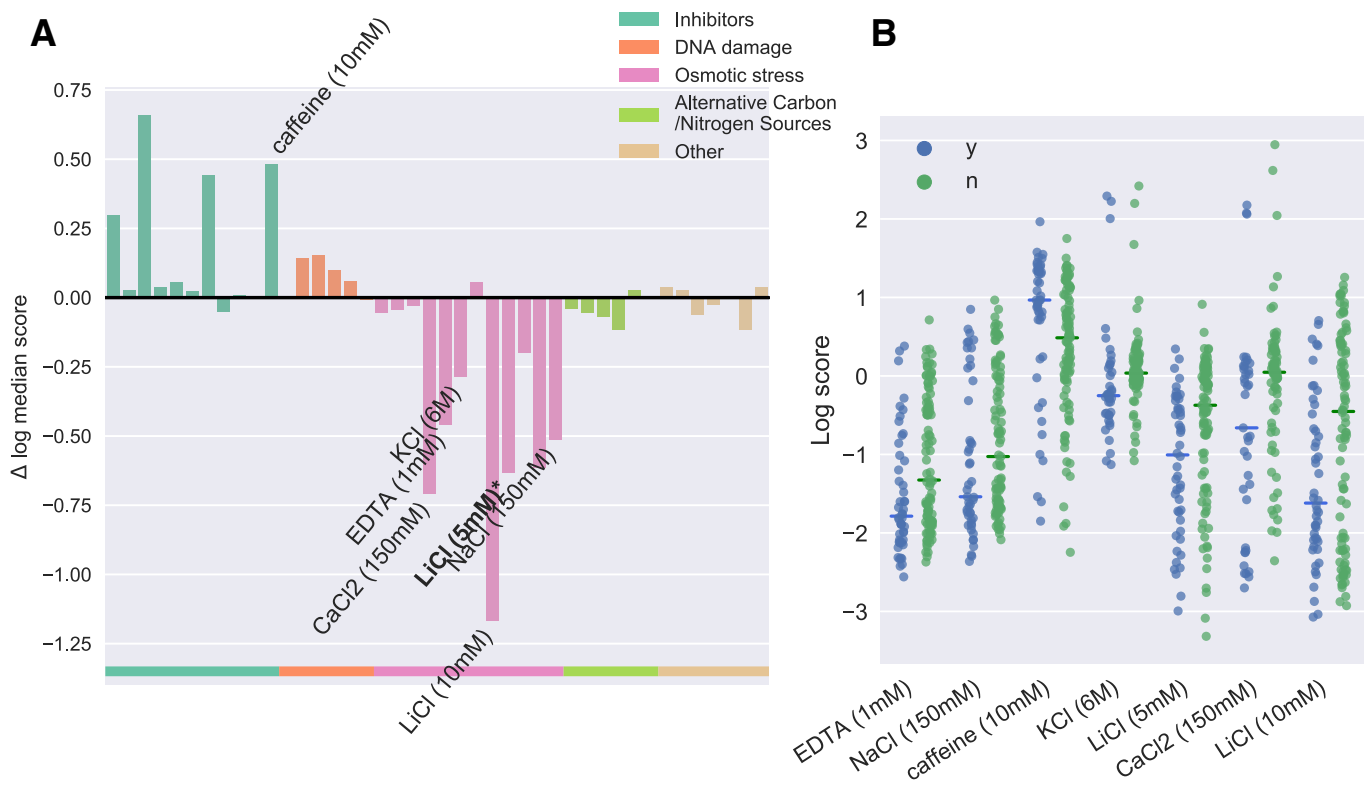 A
caffeine (10mM)
Inhibitors
DNA damage
Osmotic stress
Alternative Carbon
/Nitrogen Sources
Other
Δ log median score
0.75
0.50
0.25
0.00
−0.25
−0.50
−0.75
−1.00
−1.25
KCl (6M)
EDTA (1mM)
CaCl2 (150mM)
LiCl (5mM)*
NaCl (150mM)
LiCl (10mM)
B
y
n
Log score
3
2
1
0
−1
−2
−3
EDTA (1mM)
NaCl (150mM)
caffeine (10mM)
KCl (6M)
LiCl (5mM)
CaCl2 (150mM)
LiCl (10mM)